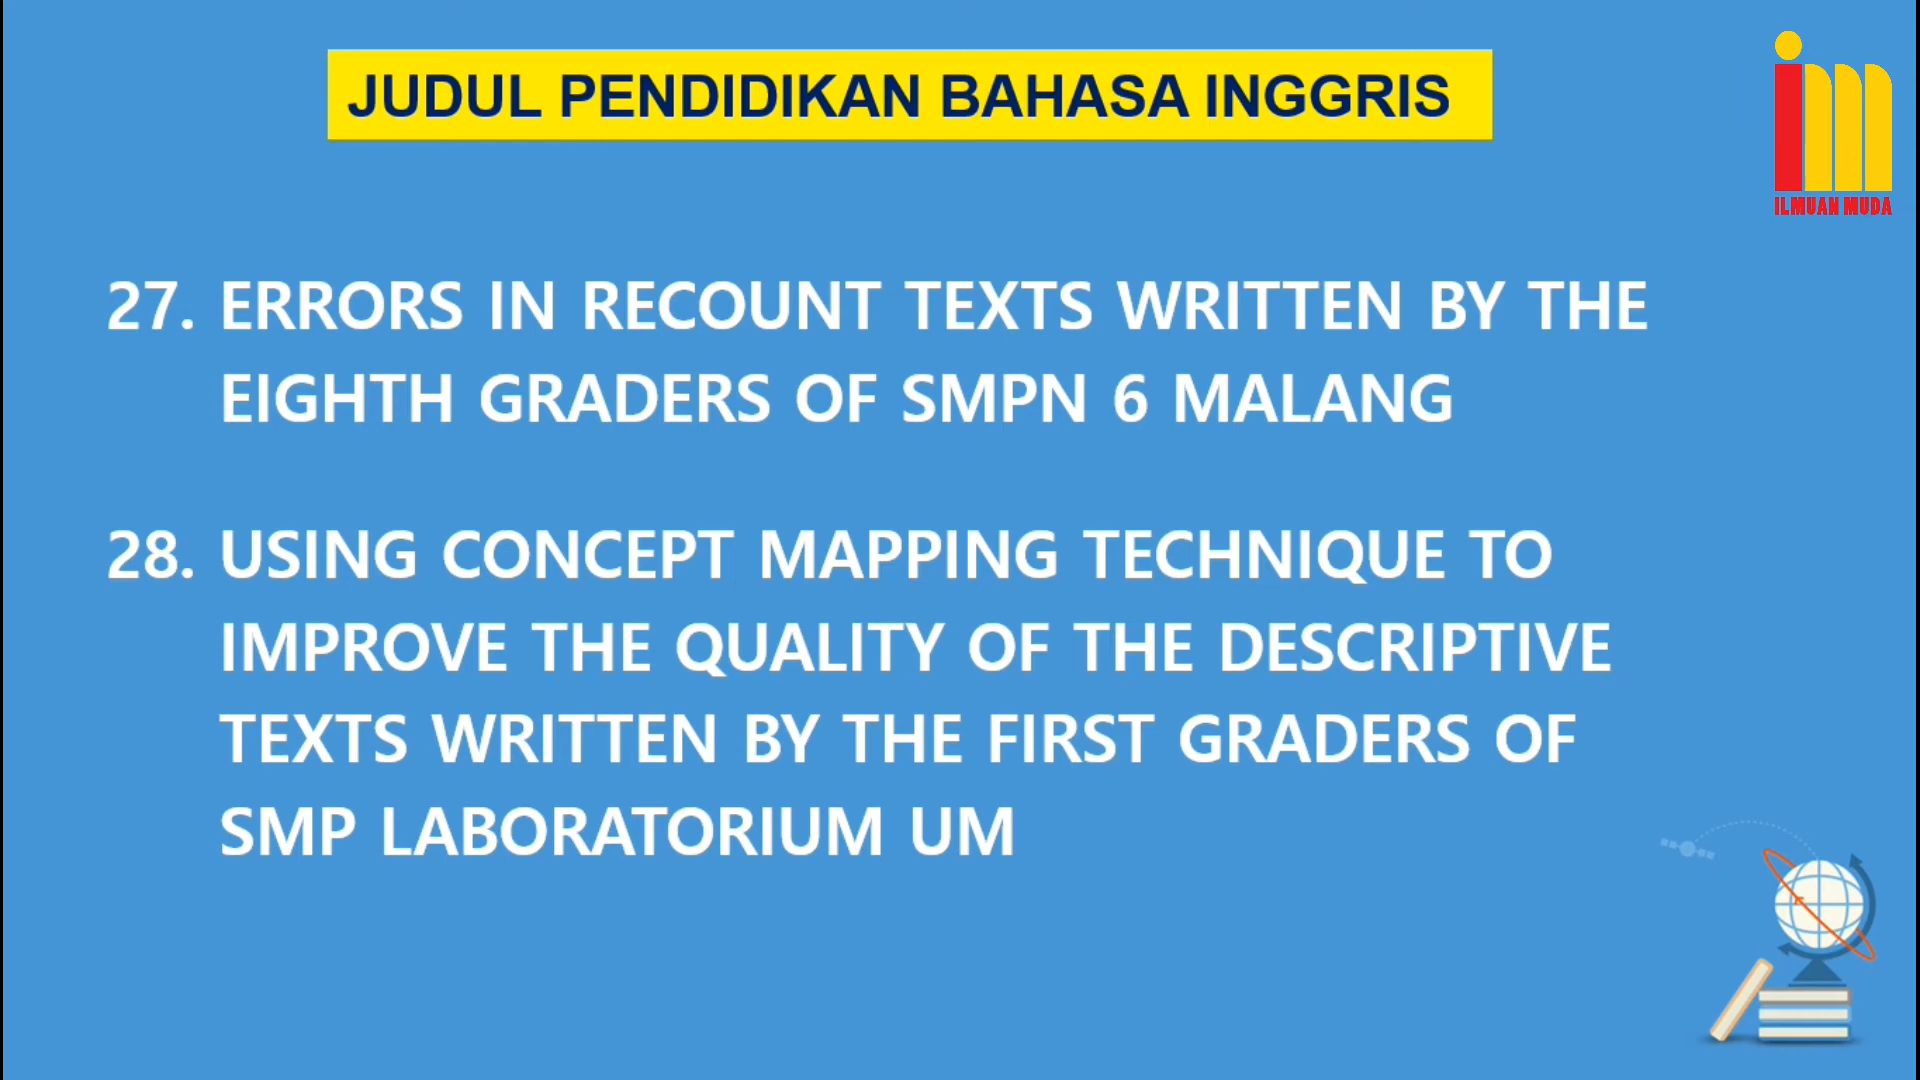 JUDUL PENDIDIKAN BAHASA INGGRIS
ILMUAN MUDA
27. ERRORS IN RECOUNT TEXTS WRITTEN BY THE
EIGHTH GRADERS OF SMPN 6 MALANG
28. USING CONCEPT MAPPING TECHNIQUE TO
IMPROVE THE QUALITY OF THE DESCRIPTIVE
TEXTS WRITTEN BY THE FIRST GRADERS OF
SMP LABORATORIUM UM